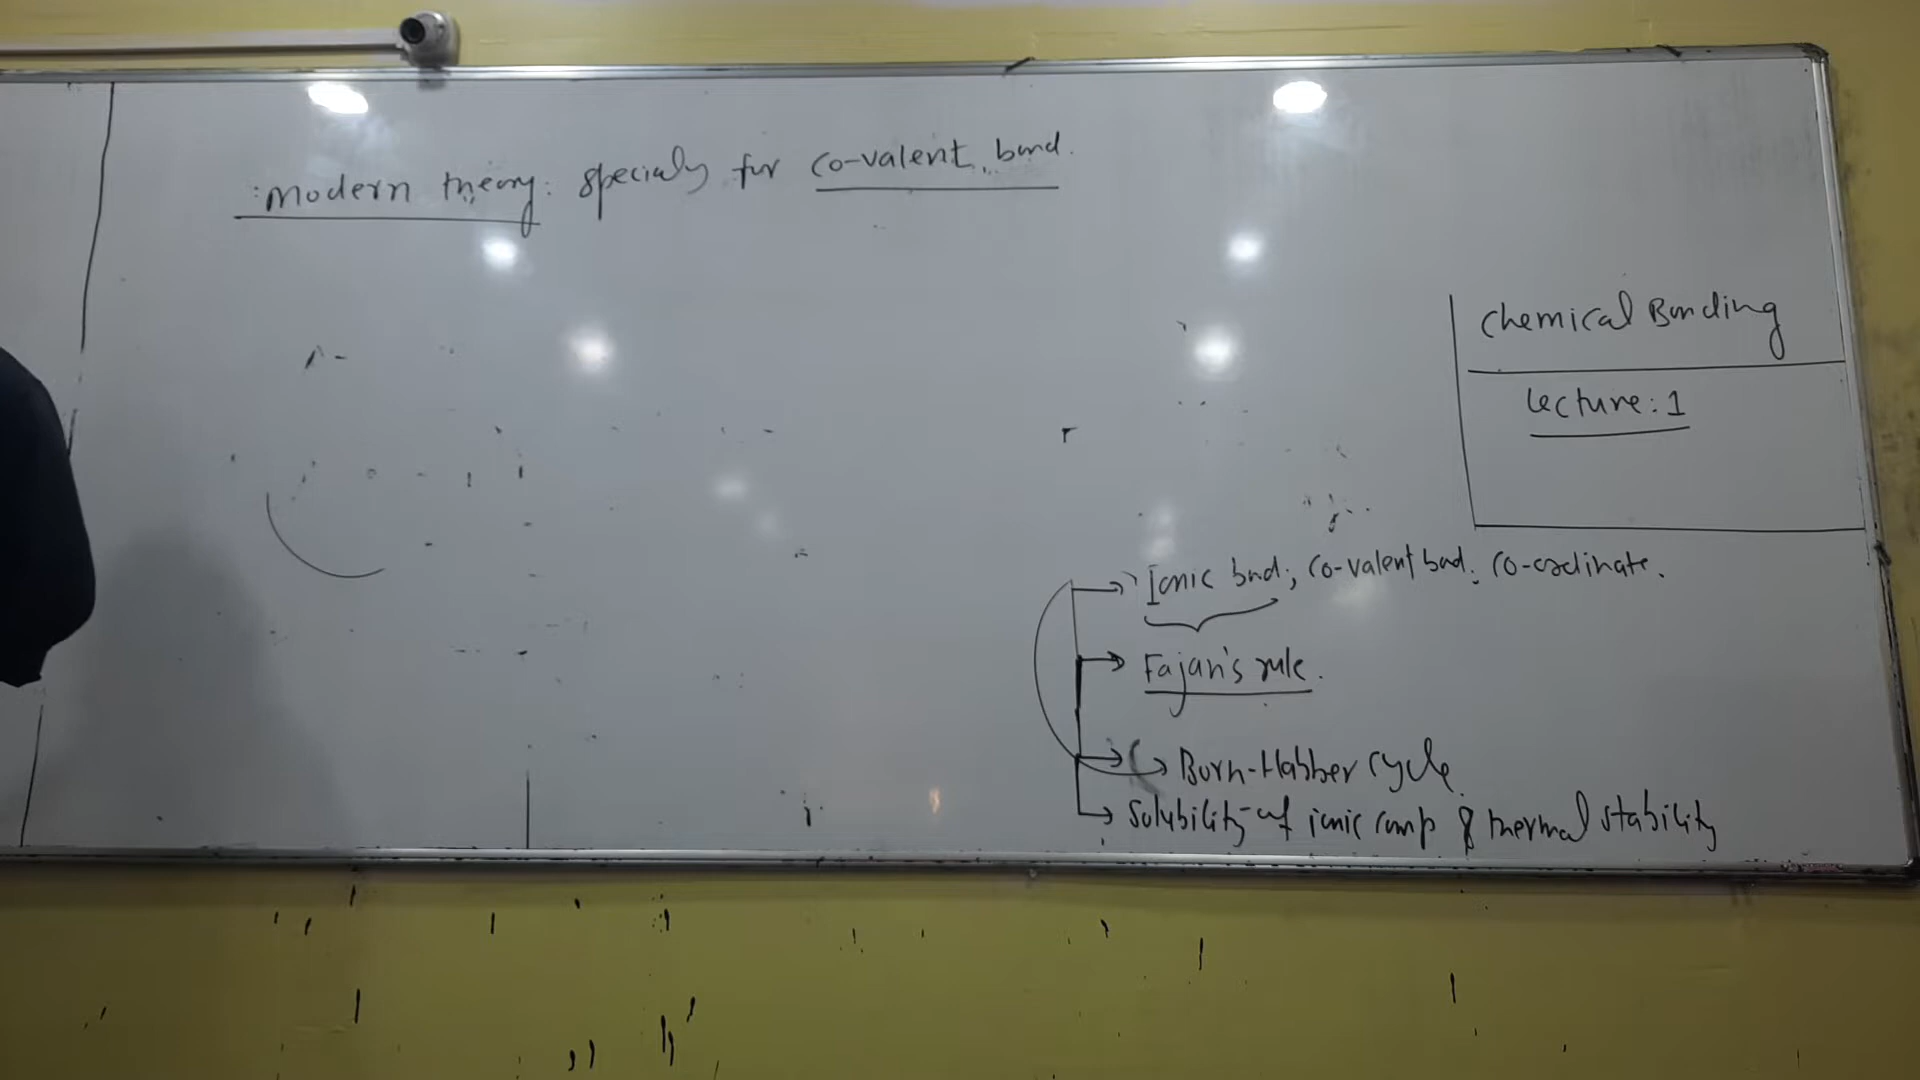 :Modern theory: specialy for co-valent bond.
Chemical Bonding
Lecture: 1
Ionic bnd; co-valent bnd; co-ordinate.
Fajan's rule.
Born-Habber cycle.
Solubility of ionic comp & thermal stability